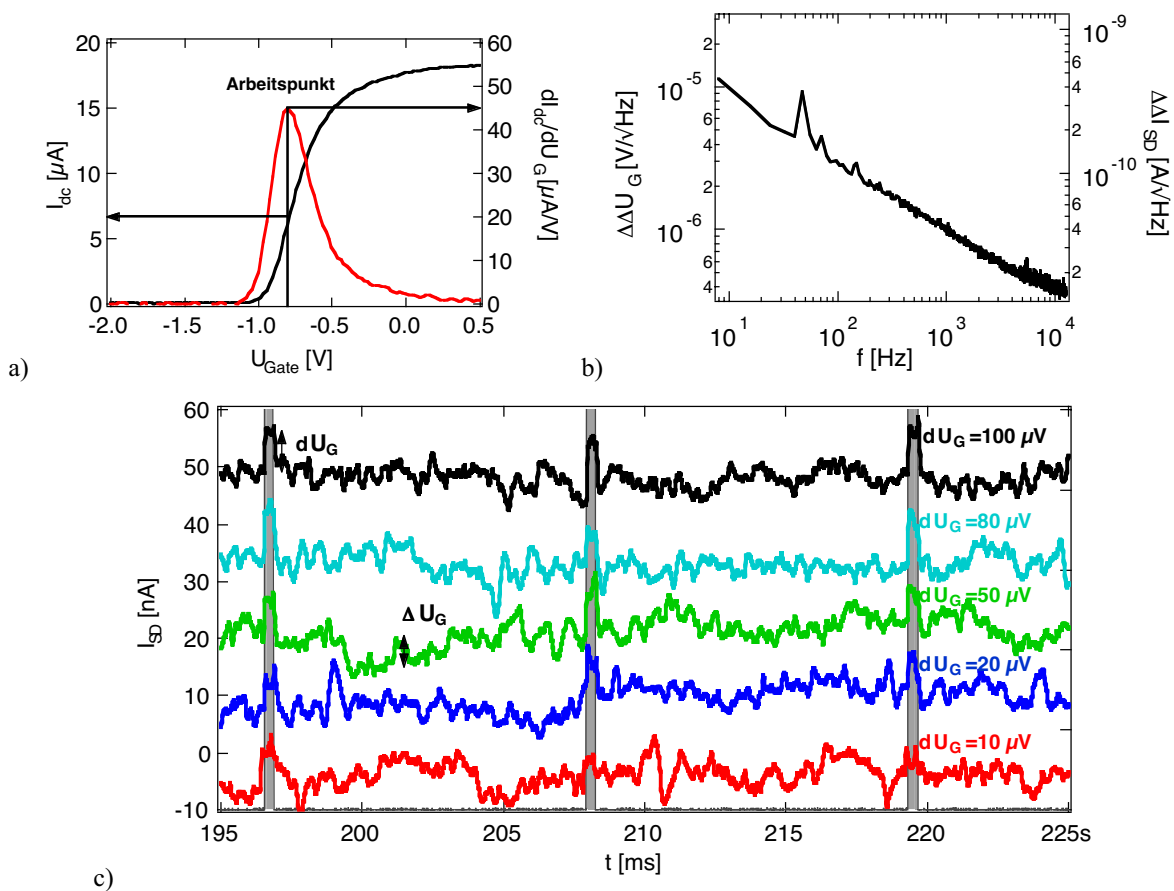 Arbeitspunkt
I_dc [µA]
20
15
10
5
0
60
50
40
30
20
10
0
dI_dc/dU_G [µA/V]
-2.0 -1.5 -1.0 -0.5 0.0 0.5
U_Gate [V]
a)
ΔΔU_G [V/√Hz]
2
10^-5
8
6
4
2
10^-6
8
6
4
10^-9
8
6
4
2
10^-10
8
6
4
2
ΔΔI_SD [A/√Hz]
10^1 10^2 10^3 10^4
f [Hz]
b)
I_SD [nA]
60
50
40
30
20
10
0
-10
dU_G
dU_G=100 µV
dU_G=80 µV
ΔU_G
dU_G=50 µV
dU_G=20 µV
dU_G=10 µV
195 200 205 210 215 220 225s
t [ms]
c)